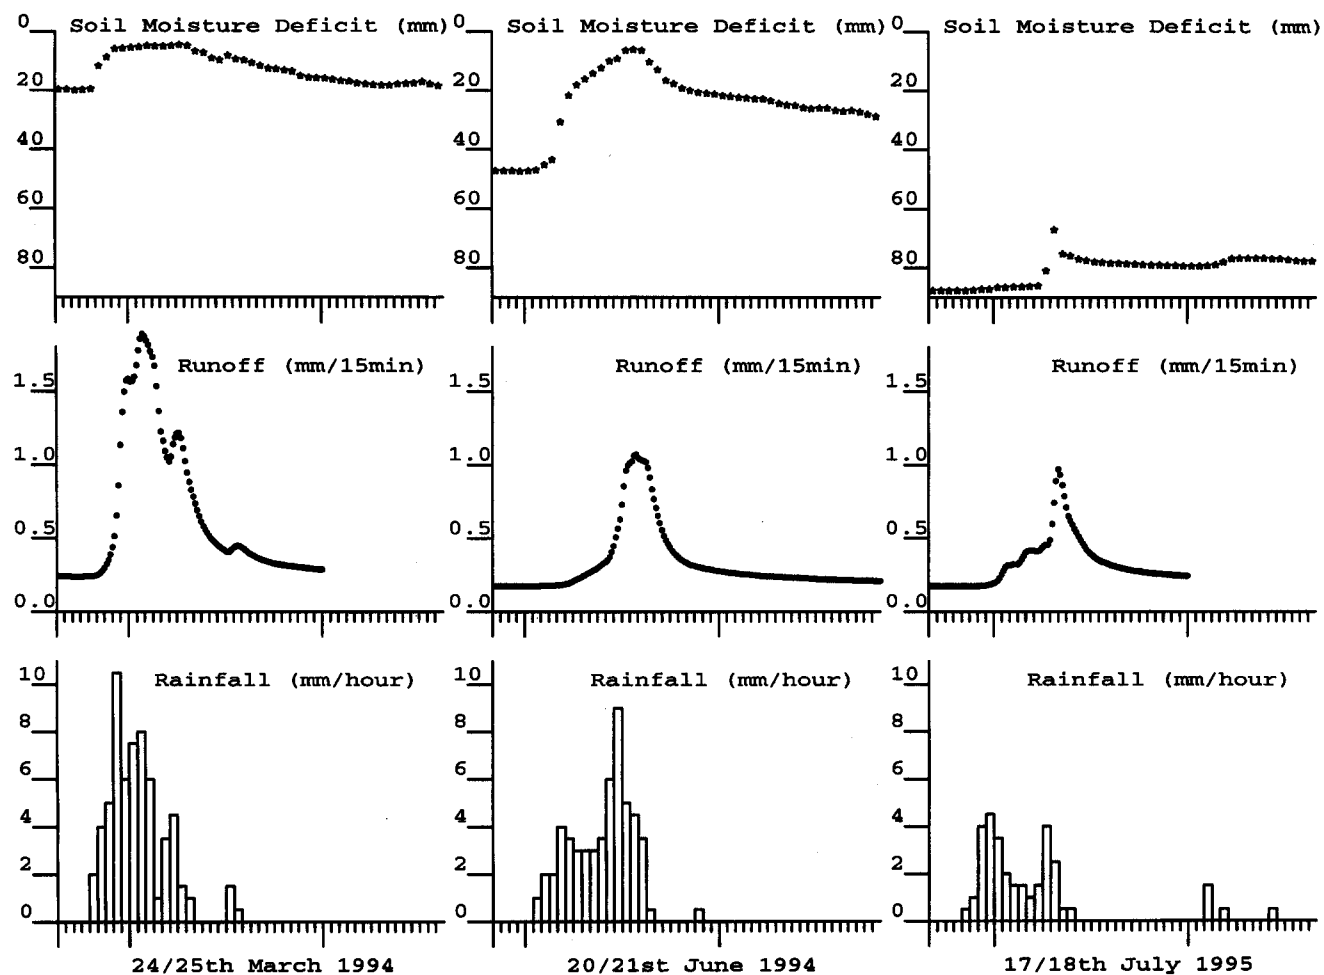 0 Soil Moisture Deficit (mm) 0 Soil Moisture Deficit (mm) 0 Soil Moisture Deficit (mm)
20 20 20
40 40 40
60 60 60
80 80 80
Runoff (mm/15min) Runoff (mm/15min) Runoff (mm/15min)
1.5 1.5 1.5
1.0 1.0 1.0
0.5 0.5 0.5
0.0 0.0 0.0
10 Rainfall (mm/hour) 10 Rainfall (mm/hour) 10 Rainfall (mm/hour)
8 8 8
6 6 6
4 4 4
2 2 2
0 0 0
24/25th March 1994 20/21st June 1994 17/18th July 1995